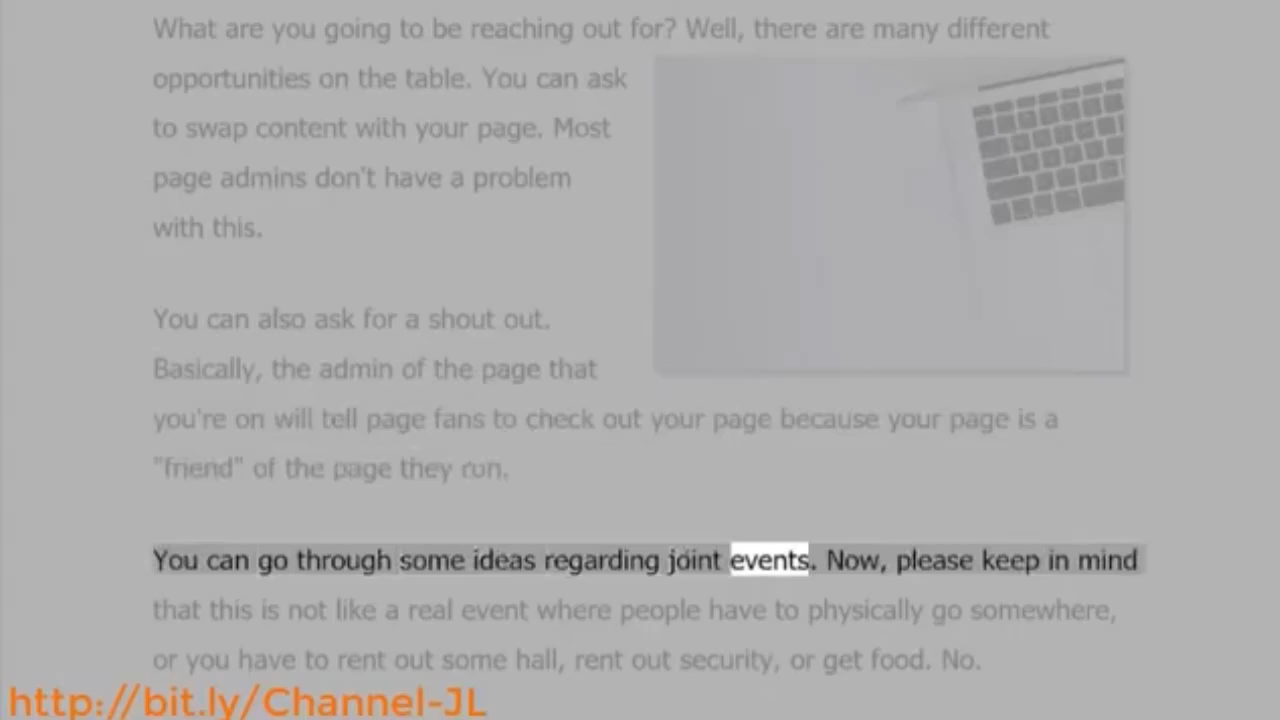 What are you going to be reaching out for? Well, there are many different
opportunities on the table. You can ask
to swap content with your page. Most
page admins don't have a problem
with this.
You can also ask for a shout out.
Basically, the admin of the page that
you're on will tell page fans to check out your page because your page is a
"friend" of the page they run.
You can go through some ideas regarding joint events. Now, please keep in mind
that this is not like a real event where people have to physically go somewhere,
or you have to rent out some hall, rent out security, or get food. No.
http://bit.ly/Channel-JL